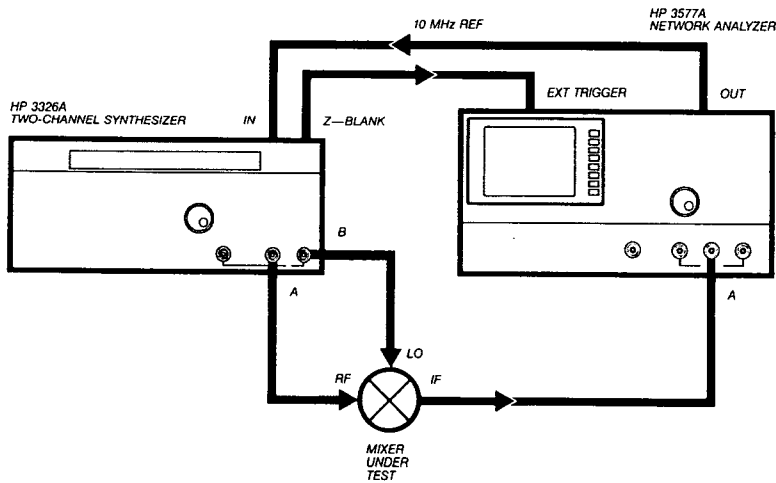 HP 3577A
NETWORK ANALYZER
10 MHz REF
EXT TRIGGER
OUT
HP 3326A
TWO-CHANNEL SYNTHESIZER
IN
Z—BLANK
B
A
A
LO
RF
IF
MIXER
UNDER
TEST